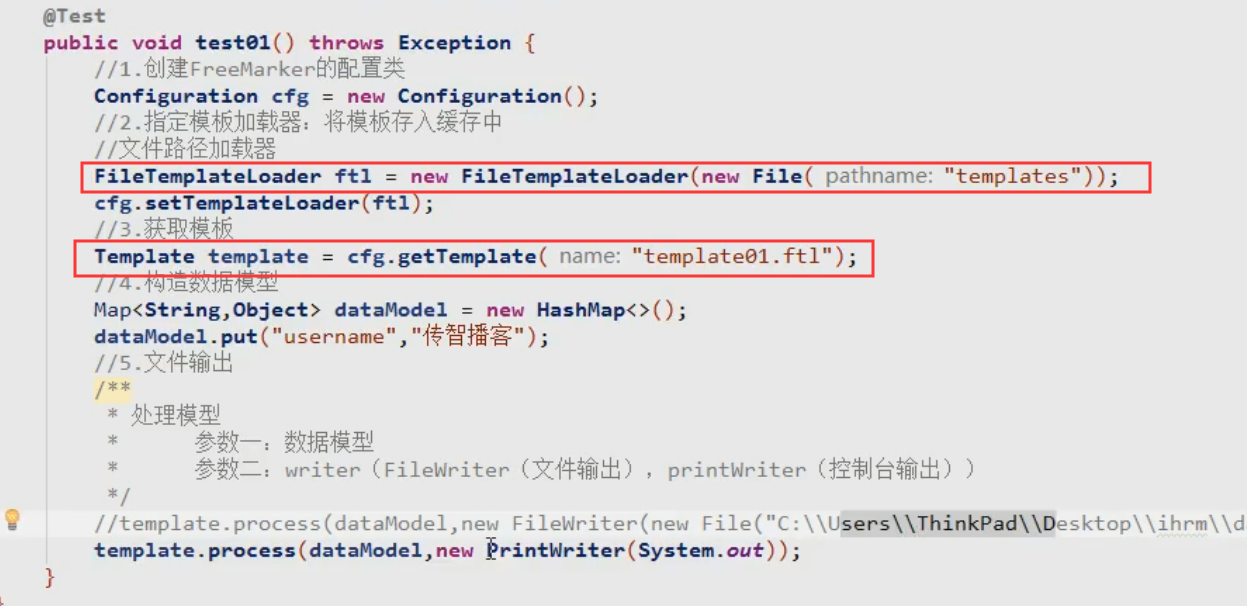 @Test
public void test01() throws Exception {
//1.创建FreeMarker的配置类
Configuration cfg = new Configuration();
//2.指定模板加载器：将模板存入缓存中
//文件路径加载器
FileTemplateLoader ftl = new FileTemplateLoader(new File( pathname: "templates"));
cfg.setTemplateLoader(ftl);
//3.获取模板
Template template = cfg.getTemplate( name: "template01.ftl");
//4.构造数据模型
Map<String,Object> dataModel = new HashMap<>();
dataModel.put("username","传智播客");
//5.文件输出
/**
* 处理模型
* 参数一：数据模型
* 参数二：writer（FileWriter（文件输出），printWriter（控制台输出））
*/
//template.process(dataModel,new FileWriter(new File("C:\\Users\\ThinkPad\\Desktop\\ihrm\\d
template.process(dataModel,new PrintWriter(System.out));
}